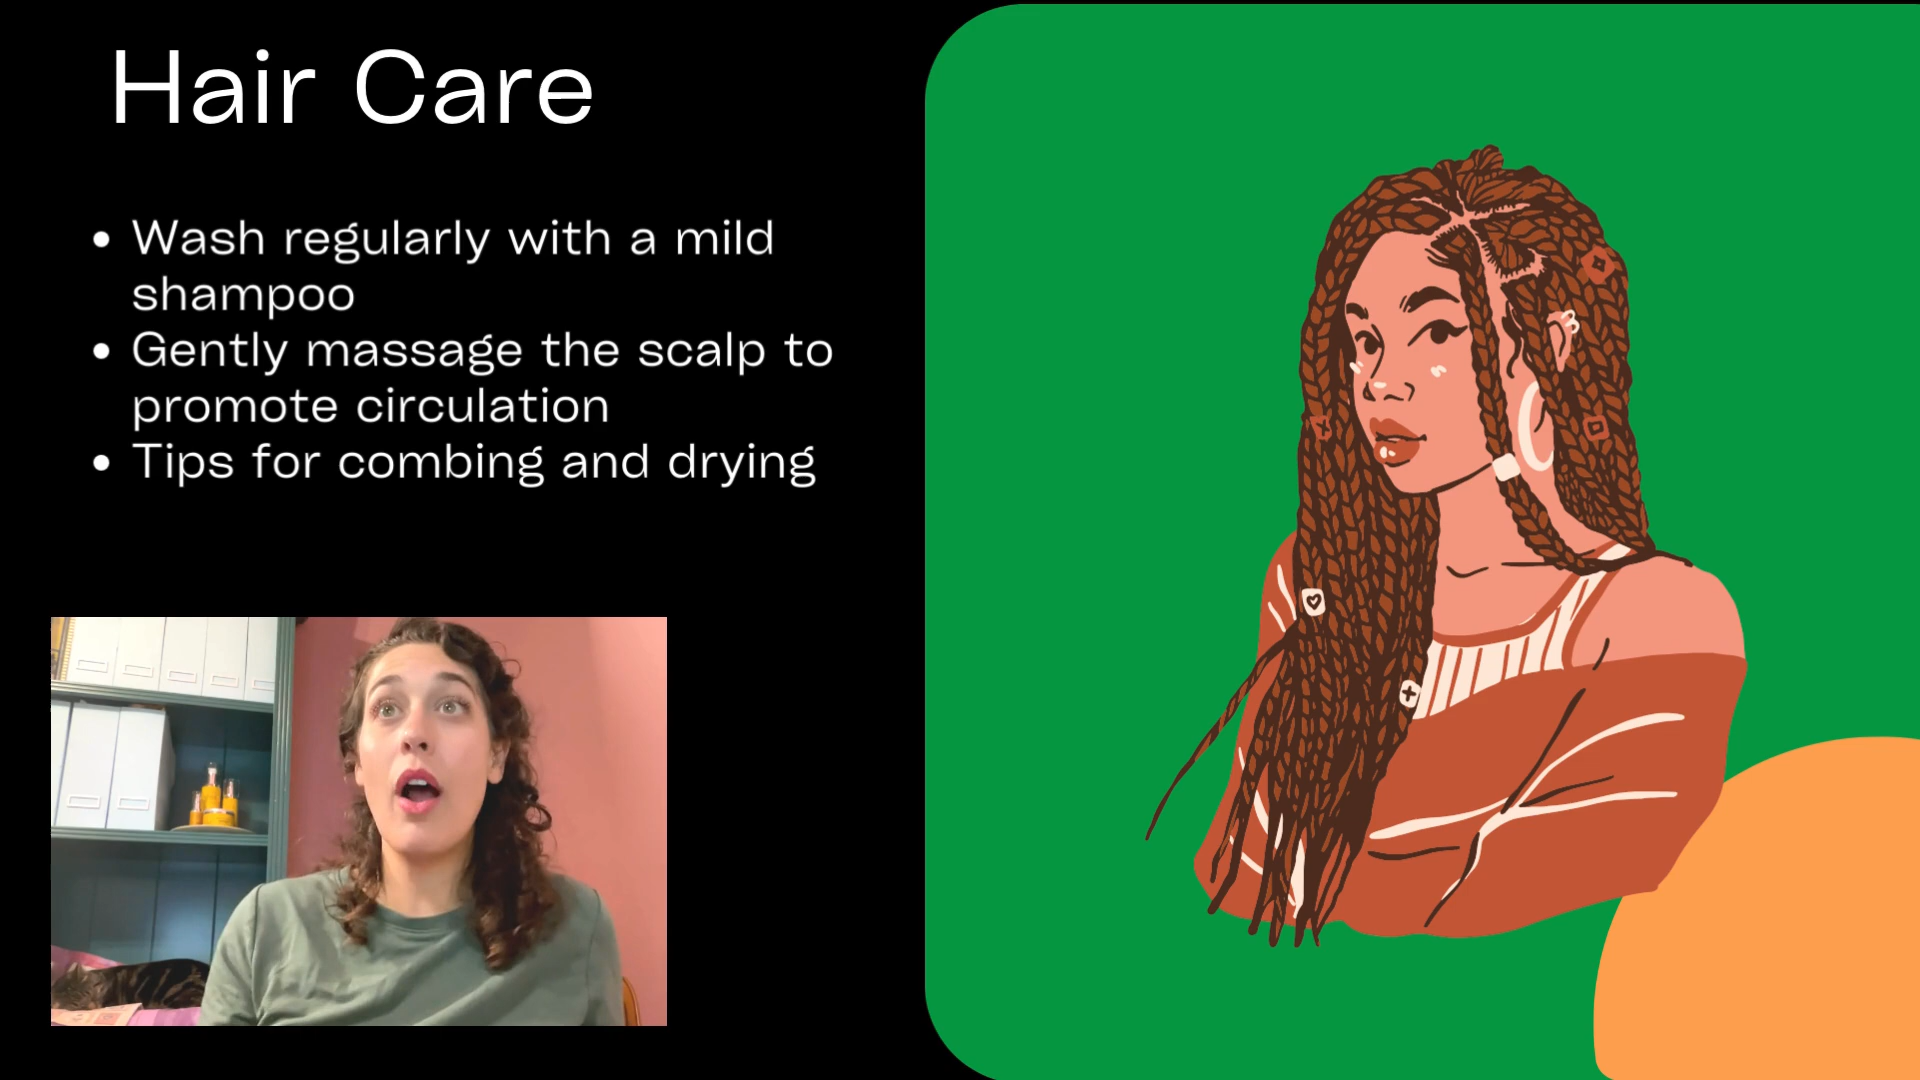 Hair Care
• Wash regularly with a mild
shampoo
• Gently massage the scalp to
promote circulation
• Tips for combing and drying